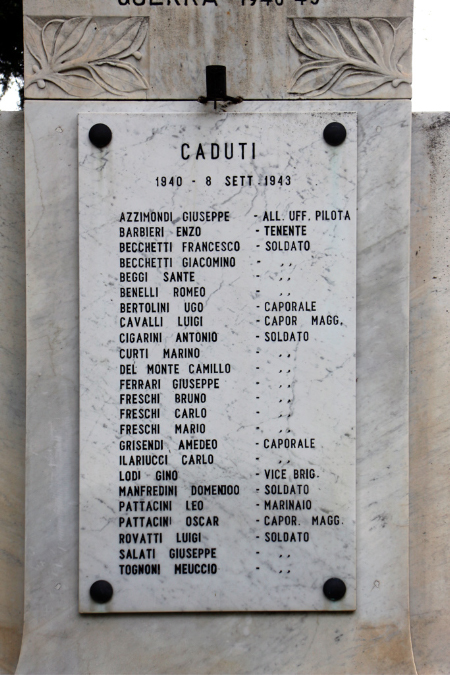 GUERRA 1940-45
CADUTI
1940 - 8 SETT. 1943
AZZIMONDI GIUSEPPE - ALL. UFF. PILOTA
BARBIERI ENZO - TENENTE
BECCHETTI FRANCESCO - SOLDATO
BECCHETTI GIACOMINO - ,,
BEGGI SANTE - ,,
BENELLI ROMEO - ,,
BERTOLINI UGO - CAPORALE
CAVALLI LUIGI - CAPOR MAGG.
CIGARINI ANTONIO - SOLDATO
CURTI MARINO - ,,
DEL MONTE CAMILLO - ,,
FERRARI GIUSEPPE - ,,
FRESCHI BRUNO - ,,
FRESCHI CARLO - ,,
FRESCHI MARIO - ,,
GRISENDI AMEDEO - CAPORALE
ILARIUCCI CARLO - ,,
LODI GINO - VICE BRIG.
MANFREDINI DOMENICO - SOLDATO
PATTACINI LEO - MARINAIO
PATTACINI OSCAR - CAPOR. MAGG.
ROVATTI LUIGI - SOLDATO
SALATI GIUSEPPE - ,,
TOGNONI MEUCCIO - ,,